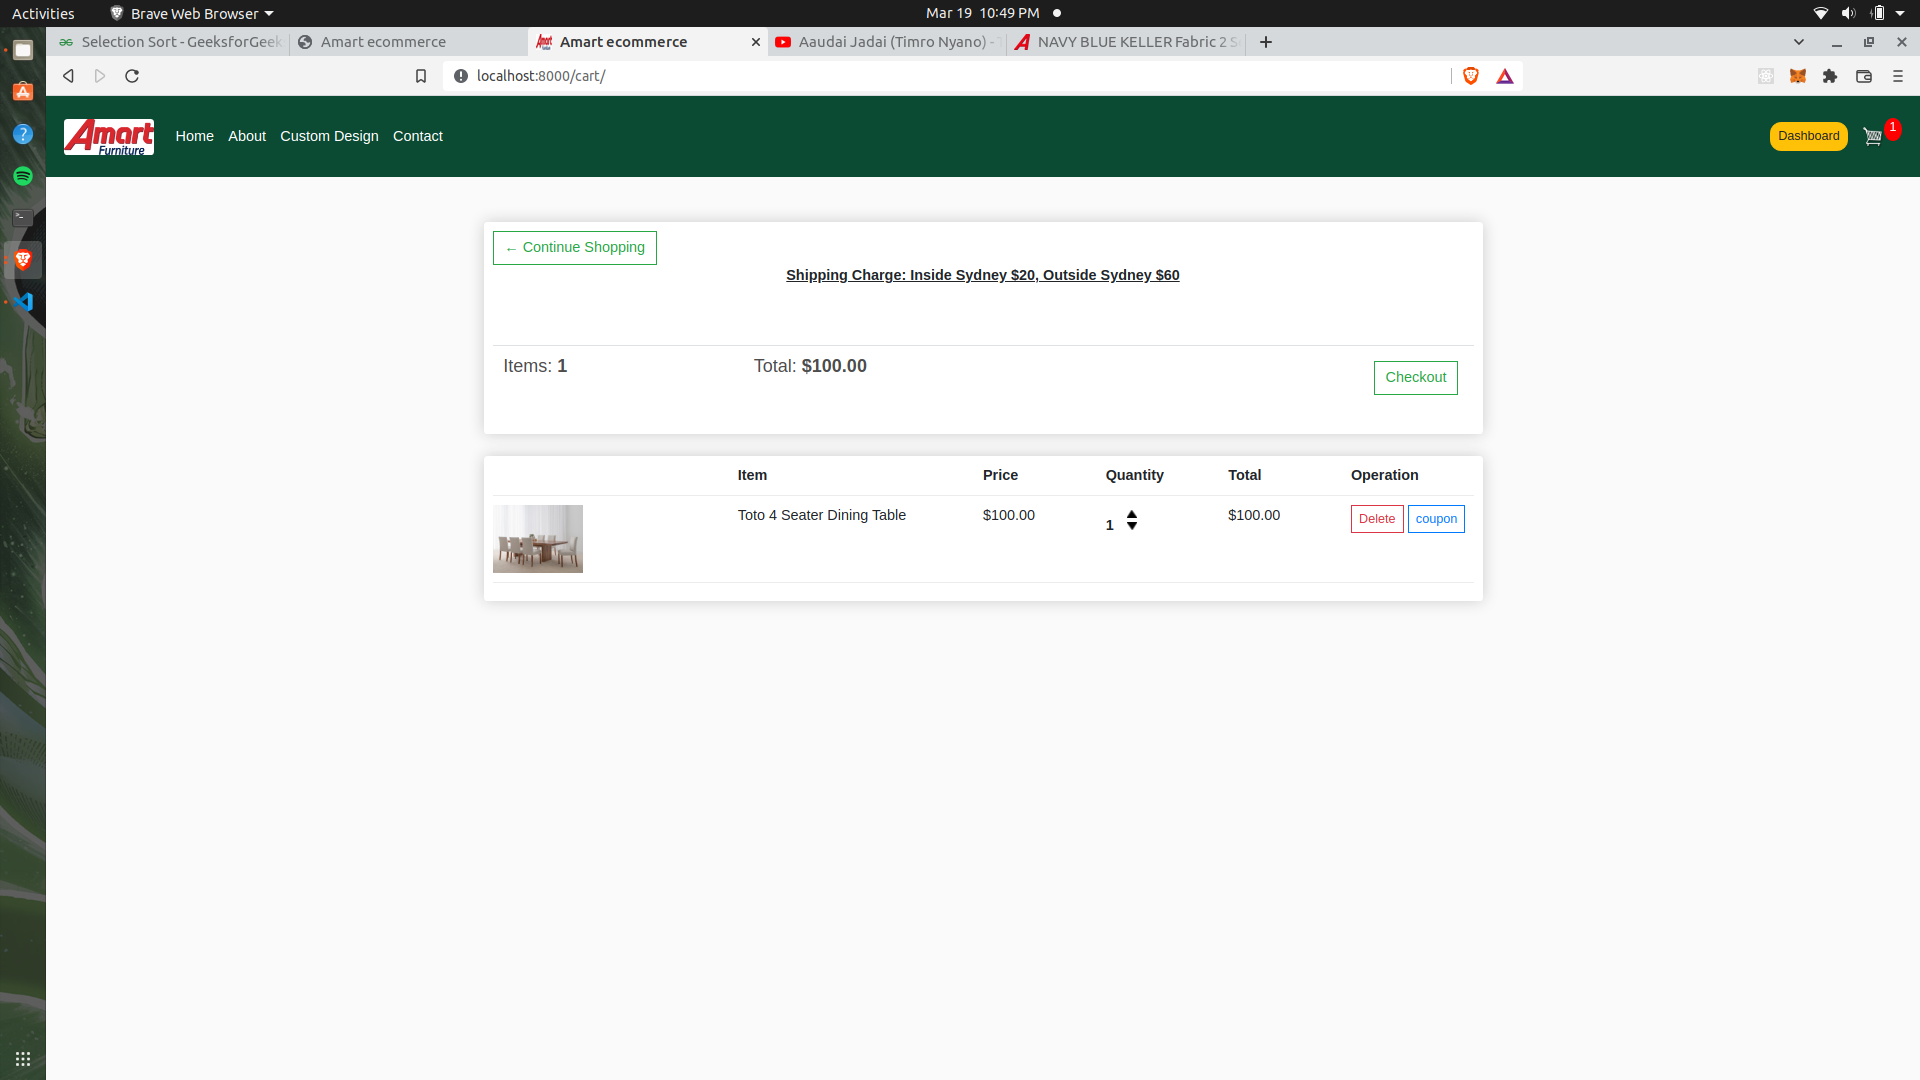 Activities
Brave Web Browser
Mar 19 10:49 PM
Selection Sort - GeeksforGeek
Amart ecommerce
Amart ecommerce
Aaudai Jadai (Timro Nyano) -
NAVY BLUE KELLER Fabric 2 S
localhost:8000/cart/
Amart
Furniture
Home
About
Custom Design
Contact
Dashboard
1
← Continue Shopping
Shipping Charge: Inside Sydney $20, Outside Sydney $60
Items: 1
Total: $100.00
Checkout
Item
Price
Quantity
Total
Operation
Toto 4 Seater Dining Table
$100.00
1
$100.00
Delete
coupon